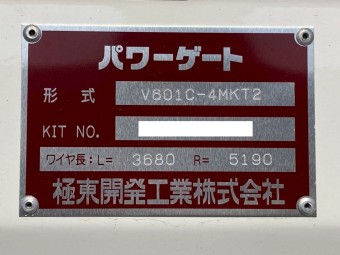 パワーゲート
形式 V601C-4MKT2
KIT NO.
ワイヤ長:L= 3680 R= 5190
極東開発工業株式会社